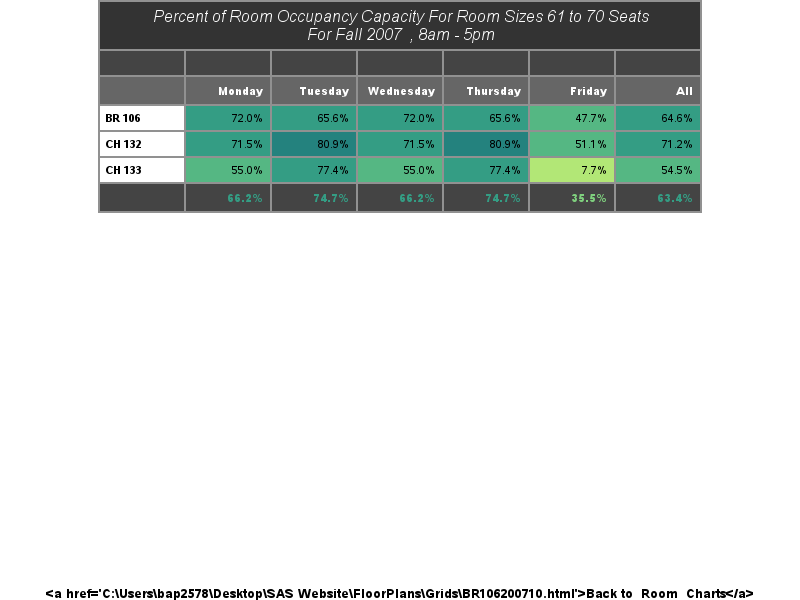 Percent of Room Occupancy Capacity For Room Sizes 61 to 70 Seats
For Fall 2007 , 8am - 5pm
Monday Tuesday Wednesday Thursday Friday All
BR 106 72.0% 65.6% 72.0% 65.6% 47.7% 64.6%
CH 132 71.5% 80.9% 71.5% 80.9% 51.1% 71.2%
CH 133 55.0% 77.4% 55.0% 77.4% 7.7% 54.5%
66.2% 74.7% 66.2% 74.7% 35.5% 63.4%
<a href='C:\Users\bap2578\Desktop\SAS Website\FloorPlans\Grids\BR106200710.html'>Back to Room Charts</a>